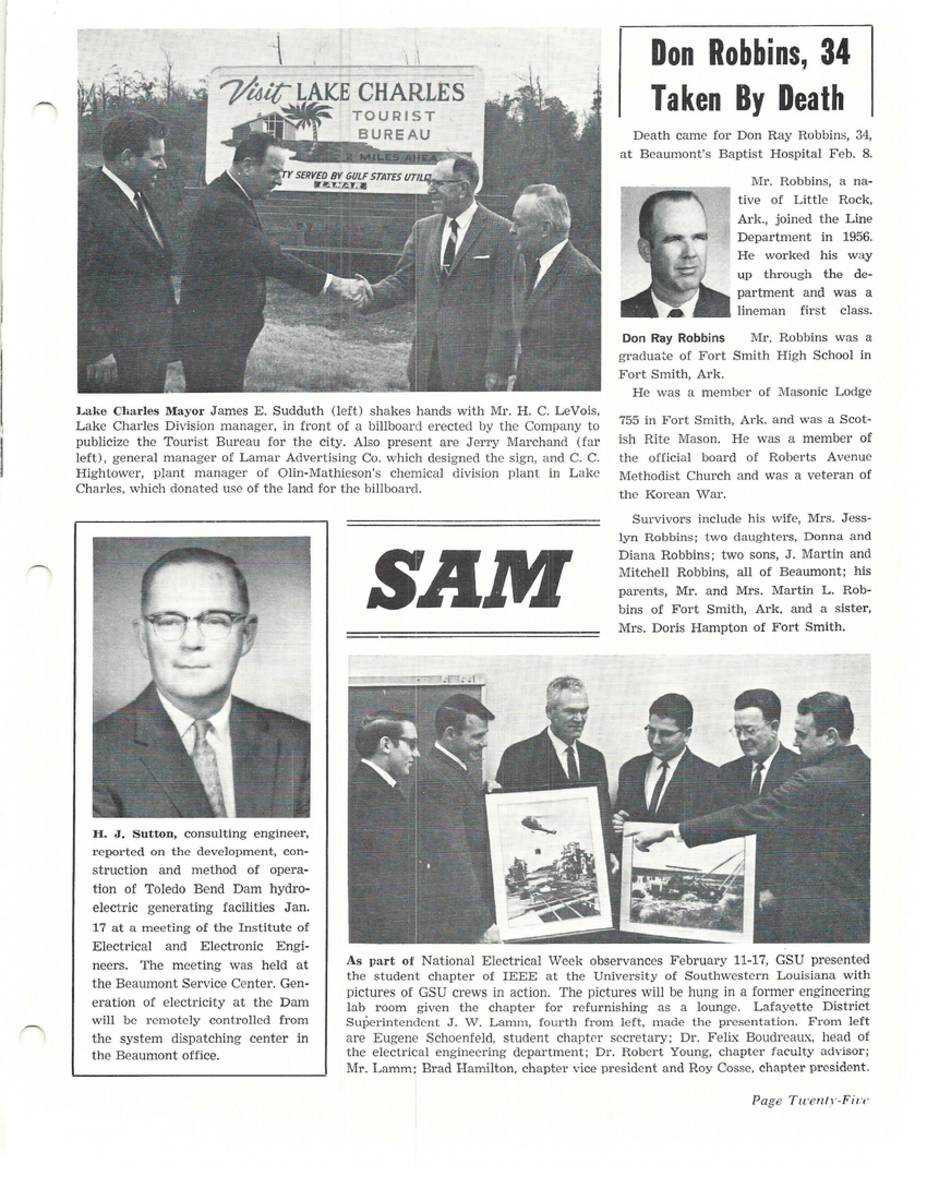 Visit LAKE CHARLES
TOURIST
BUREAU
2 MILES AHEAD
TY SERVED BY GULF STATES UTILI
LAMAR
Lake Charles Mayor James E. Sudduth (left) shakes hands with Mr. H. C. LeVois,
Lake Charles Division manager, in front of a billboard erected by the Company to
publicize the Tourist Bureau for the city. Also present are Jerry Marchand (far
left), general manager of Lamar Advertising Co. which designed the sign, and C. C.
Hightower, plant manager of Olin-Mathieson's chemical division plant in Lake
Charles, which donated use of the land for the billboard.
Don Robbins, 34
Taken By Death
Death came for Don Ray Robbins, 34,
at Beaumont's Baptist Hospital Feb. 8.
Mr. Robbins, a na-
tive of Little Rock,
Ark., joined the Line
Department in 1956.
He worked his way
up through the de-
partment and was a
lineman first class.
Don Ray Robbins
Mr. Robbins was a
graduate of Fort Smith High School in
Fort Smith, Ark.
He was a member of Masonic Lodge
755 in Fort Smith, Ark. and was a Scot-
ish Rite Mason. He was a member of
the official board of Roberts Avenue
Methodist Church and was a veteran of
the Korean War.
Survivors include his wife, Mrs. Jess-
lyn Robbins; two daughters, Donna and
Diana Robbins; two sons, J. Martin and
Mitchell Robbins, all of Beaumont; his
parents, Mr. and Mrs. Martin L. Rob-
bins of Fort Smith, Ark. and a sister,
Mrs. Doris Hampton of Fort Smith.
H. J. Sutton, consulting engineer,
reported on the development, con-
struction and method of opera-
tion of Toledo Bend Dam hydro-
electric generating facilities Jan.
17 at a meeting of the Institute of
Electrical and Electronic Engi-
neers. The meeting was held at
the Beaumont Service Center. Gen-
eration of electricity at the Dam
will be remotely controlled from
the system dispatching center in
the Beaumont office.
SAM
As part of National Electrical Week observances February 11-17, GSU presented
the student chapter of IEEE at the University of Southwestern Louisiana with
pictures of GSU crews in action. The pictures will be hung in a former engineering
lab room given the chapter for refurnishing as a lounge. Lafayette District
Superintendent J. W. Lamm, fourth from left, made the presentation. From left
are Eugene Schoenfeld, student chapter secretary; Dr. Felix Boudreaux, head of
the electrical engineering department; Dr. Robert Young, chapter faculty advisor;
Mr. Lamm; Brad Hamilton, chapter vice president and Roy Cosse, chapter president.
Page Twenty-Five